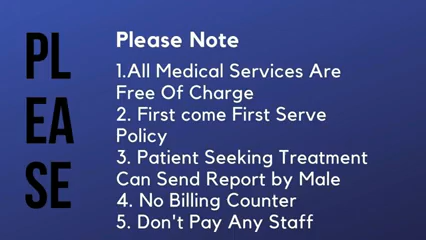 PL
EA
SE
Please Note
1.All Medical Services Are
Free Of Charge
2. First come First Serve
Policy
3. Patient Seeking Treatment
Can Send Report by Male
4. No Billing Counter
5. Don't Pay Any Staff